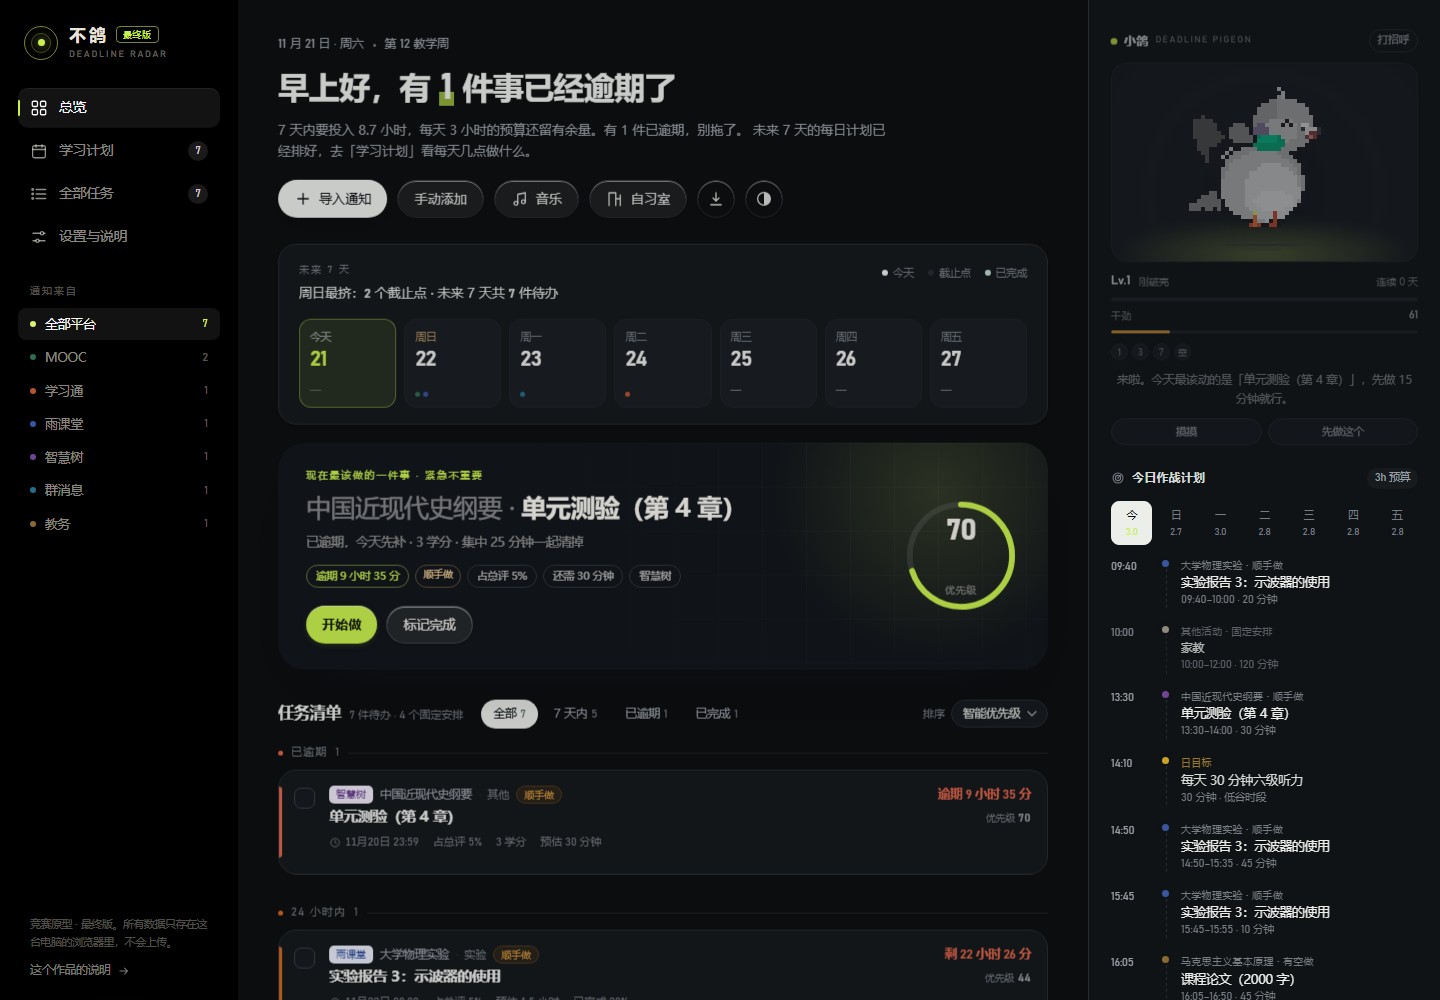 不鸽 最终版
DEADLINE RADAR
总览
学习计划 7
全部任务 7
设置与说明
通知来自
全部平台 7
MOOC 2
学习通 1
雨课堂 1
智慧树 1
群消息 1
教务 1
竞赛原型 · 最终版。所有数据只存在这
台电脑的浏览器里，不会上传。
这个作品的说明 →
11 月 21 日 · 周六 • 第 12 教学周
早上好，有 1 件事已经逾期了
7 天内要投入 8.7 小时，每天 3 小时的预算还留有余量。有 1 件已逾期，别拖了。 未来 7 天的每日计划已
经排好，去「学习计划」看每天几点做什么。
导入通知
手动添加
音乐
自习室
未来 7 天
今天 截止点 已完成
周日最挤：2 个截止点 · 未来 7 天共 7 件待办
今天 周日 周一 周二 周三 周四 周五
21 22 23 24 25 26 27
— — — —
现在最该做的一件事 · 紧急不重要
中国近现代史纲要 · 单元测验（第 4 章）
已逾期，今天先补 · 3 学分 · 集中 25 分钟一起清掉
逾期 9 小时 35 分 顺手做 占总评 5% 还需 30 分钟 智慧树
开始做 标记完成
70
优先级
任务清单 7 件待办 · 4 个固定安排 全部 7 7 天内 5 已逾期 1 已完成 1 排序 智能优先级
已逾期 1
智慧树 中国近现代史纲要 · 其他 顺手做 逾期 9 小时 35 分
单元测验（第 4 章） 优先级 70
11月20日 23:59 占总评 5% 3 学分 预估 30 分钟
24 小时内 1
雨课堂 大学物理实验 · 实验 顺手做 剩 22 小时 26 分
实验报告 3：示波器的使用 优先级 44
小鸽 DEADLINE PIGEON 打招呼
Lv.1 刚破壳 连续 0 天
干劲 61
1 3 7 空
来啦。今天最该动的是「单元测验（第 4 章）」，先做 15
分钟就行。
摸摸 先做这个
今日作战计划 3h 预算
今 日 一 二 三 四 五
3.0 2.7 3.0 2.8 2.8 2.8 2.8
09:40 大学物理实验 · 顺手做
实验报告 3：示波器的使用
09:40–10:00 · 20 分钟
10:00 其他活动 · 固定安排
家教
10:00–12:00 · 120 分钟
13:30 中国近现代史纲要 · 顺手做
单元测验（第 4 章）
13:30–14:00 · 30 分钟
14:10 日目标
每天 30 分钟六级听力
30 分钟 · 低谷时段
14:50 大学物理实验 · 顺手做
实验报告 3：示波器的使用
14:50–15:35 · 45 分钟
15:45 大学物理实验 · 顺手做
实验报告 3：示波器的使用
15:45–15:55 · 10 分钟
16:05 马克思主义基本原理 · 有空做
课程论文（2000 字）
16:05–16:50 · 45 分钟